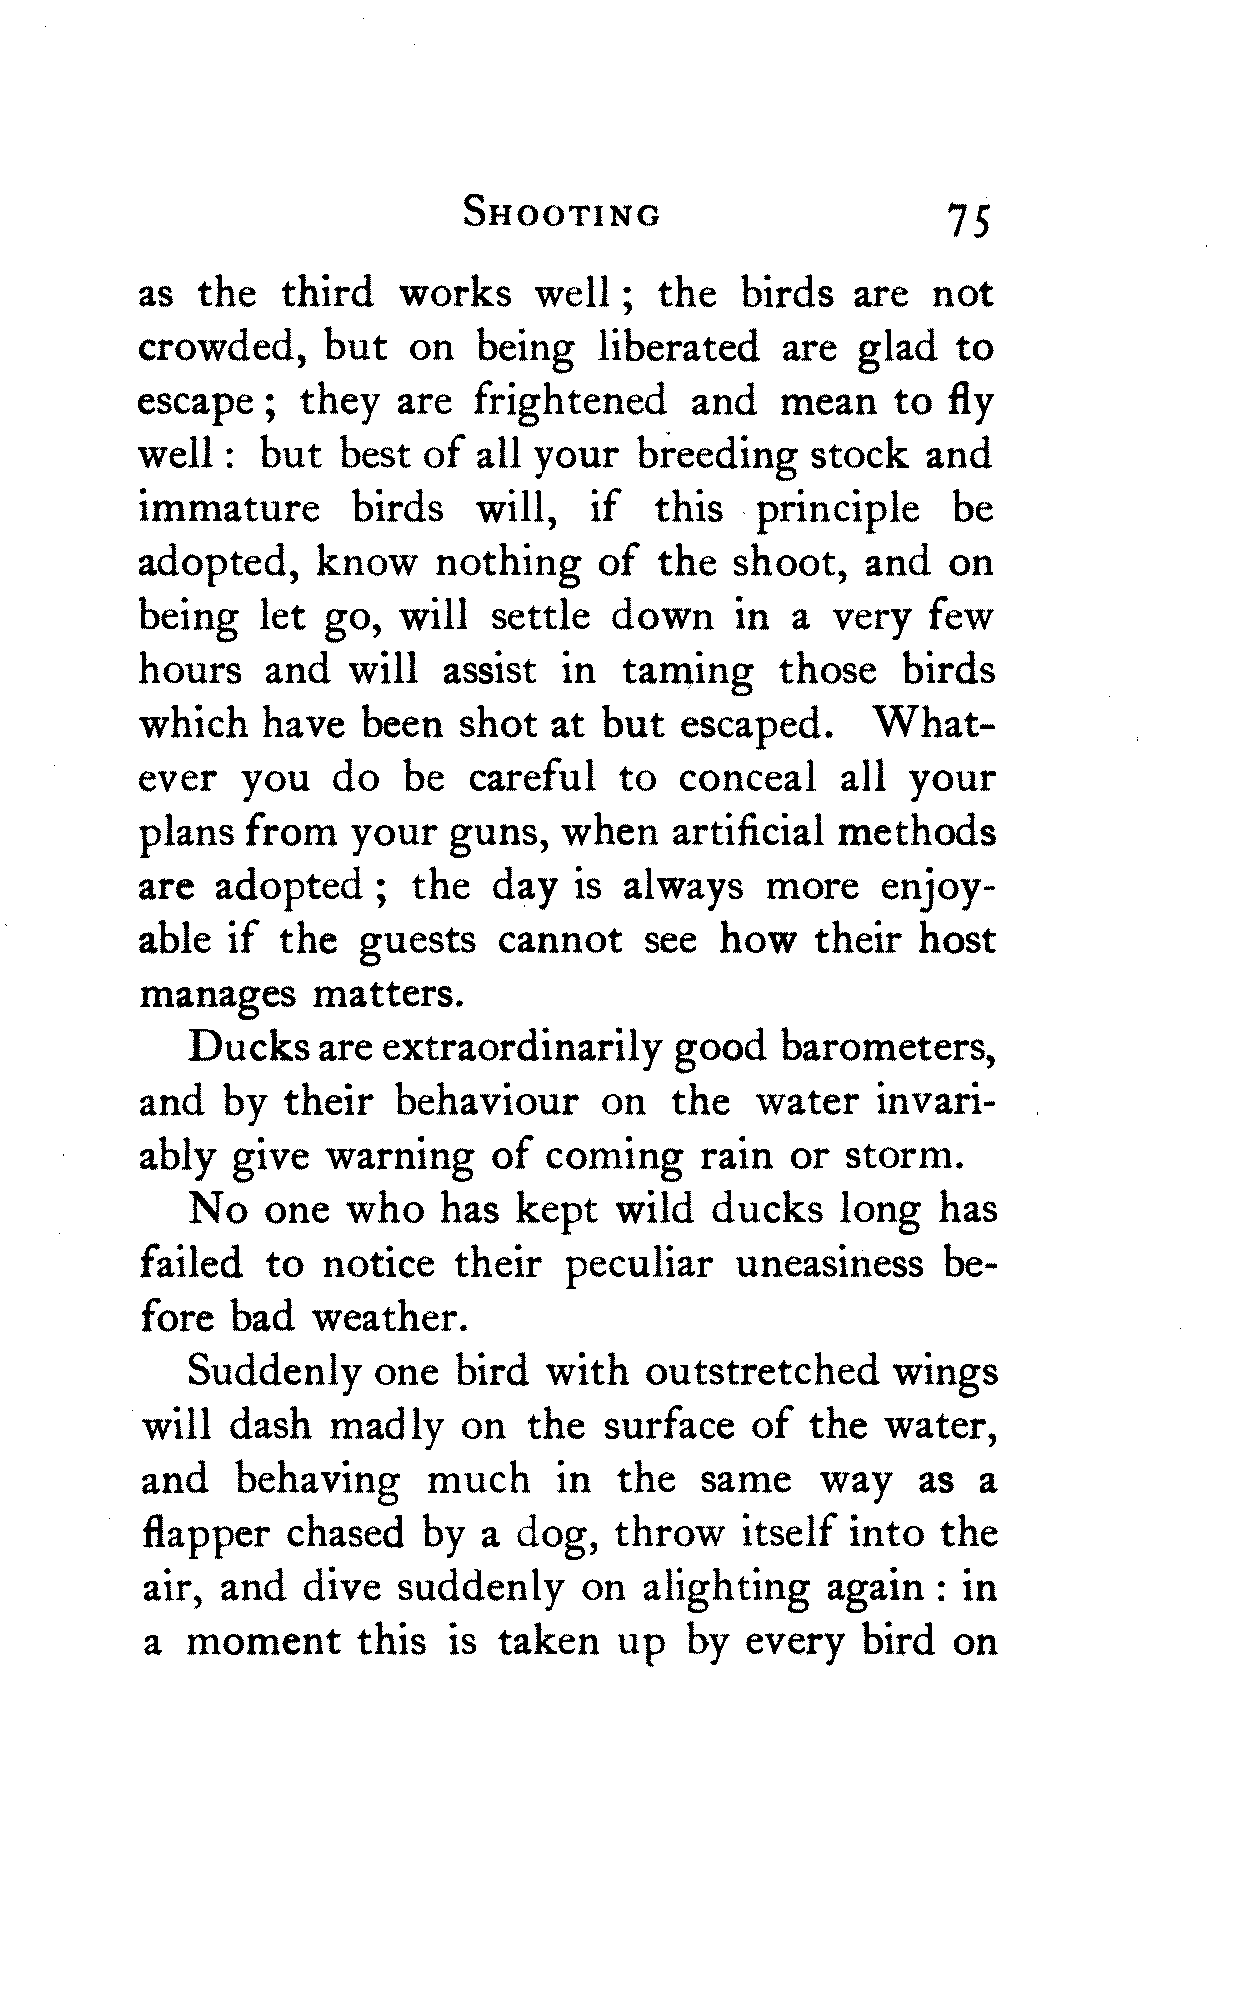 SHOOTING 75
as the third works well ; the birds are not
crowded, but on being liberated are glad to
escape ; they are frightened and mean to fly
well : but best of all your breeding stock and
immature birds will, if this principle be
adopted, know nothing of the shoot, and on
being let go, will settle down in a very few
hours and will assist in taming those birds
which have been shot at but escaped. What-
ever you do be careful to conceal all your
plans from your guns, when artificial methods
are adopted ; the day is always more enjoy-
able if the guests cannot see how their host
manages matters.
Ducks are extraordinarily good barometers,
and by their behaviour on the water invari-
ably give warning of coming rain or storm.
No one who has kept wild ducks long has
failed to notice their peculiar uneasiness be-
fore bad weather.
Suddenly one bird with outstretched wings
will dash madly on the surface of the water,
and behaving much in the same way as a
flapper chased by a dog, throw itself into the
air, and dive suddenly on alighting again : in
a moment this is taken up by every bird on